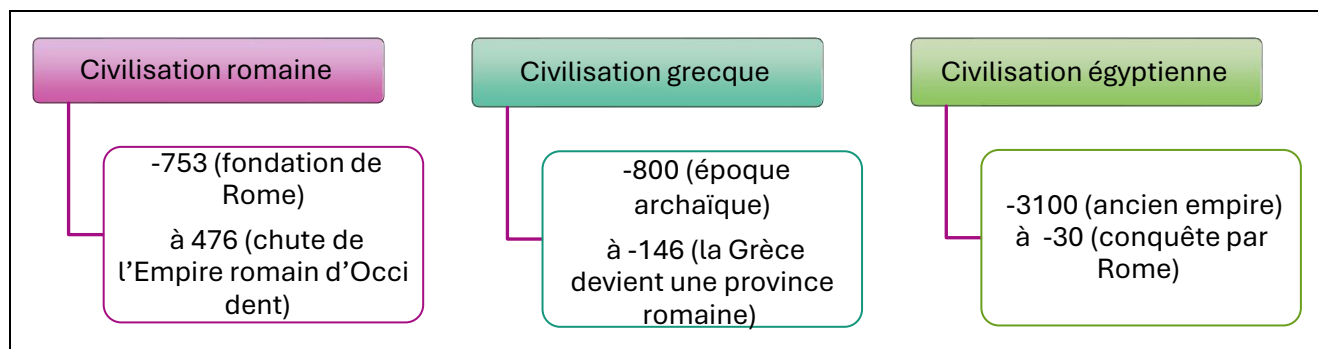 Civilisation romaine
-753 (fondation de
Rome)
à 476 (chute de
l’Empire romain d’Occi
dent)
Civilisation grecque
-800 (époque
archaïque)
à -146 (la Grèce
devient une province
romaine)
Civilisation égyptienne
-3100 (ancien empire)
à -30 (conquête par
Rome)